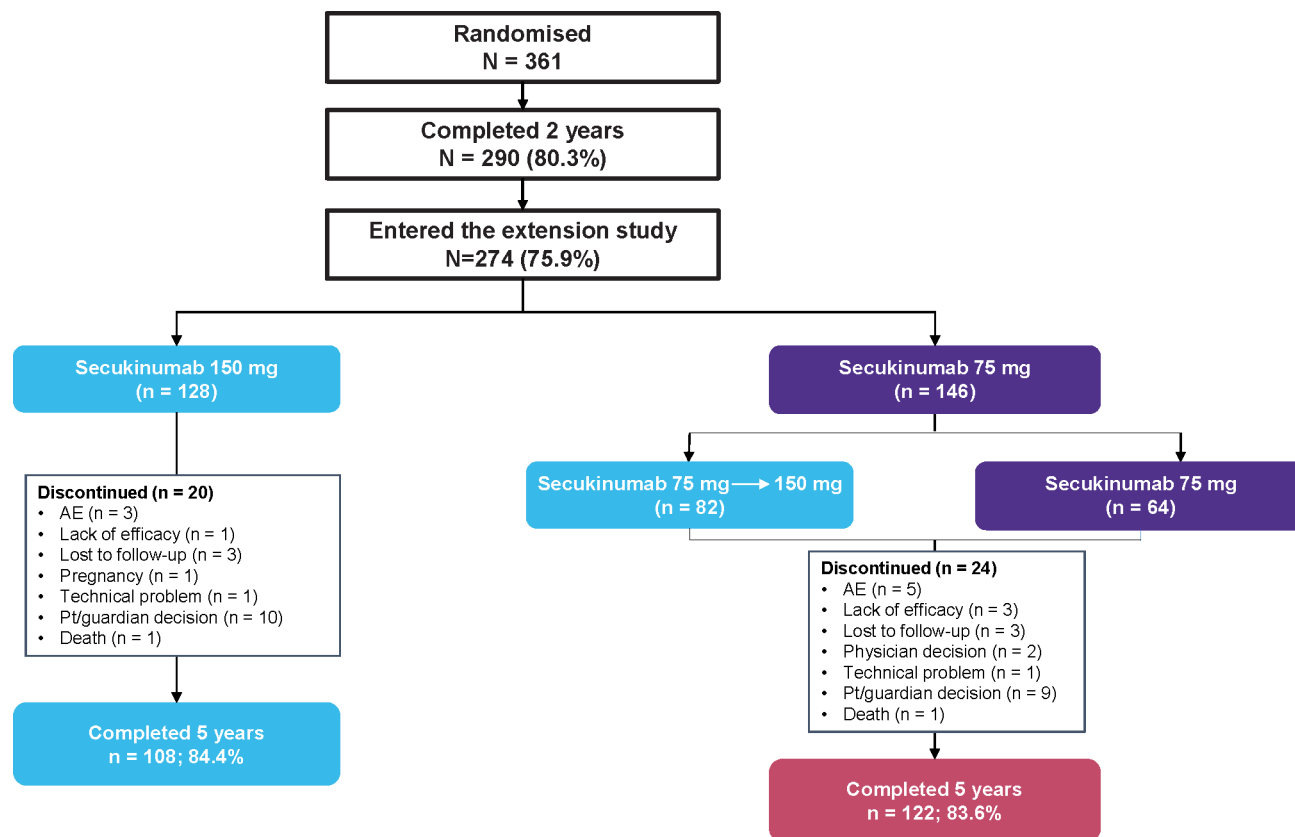 Randomised
N = 361
Completed 2 years
N = 290 (80.3%)
Entered the extension study
N=274 (75.9%)
Secukinumab 150 mg
(n = 128)
Secukinumab 75 mg
(n = 146)
Discontinued (n = 20)
• AE (n = 3)
• Lack of efficacy (n = 1)
• Lost to follow-up (n = 3)
• Pregnancy (n = 1)
• Technical problem (n = 1)
• Pt/guardian decision (n = 10)
• Death (n = 1)
Completed 5 years
n = 108; 84.4%
Secukinumab 75 mg → 150 mg
(n = 82)
Secukinumab 75 mg
(n = 64)
Discontinued (n = 24)
• AE (n = 5)
• Lack of efficacy (n = 3)
• Lost to follow-up (n = 3)
• Physician decision (n = 2)
• Technical problem (n = 1)
• Pt/guardian decision (n = 9)
• Death (n = 1)
Completed 5 years
n = 122; 83.6%